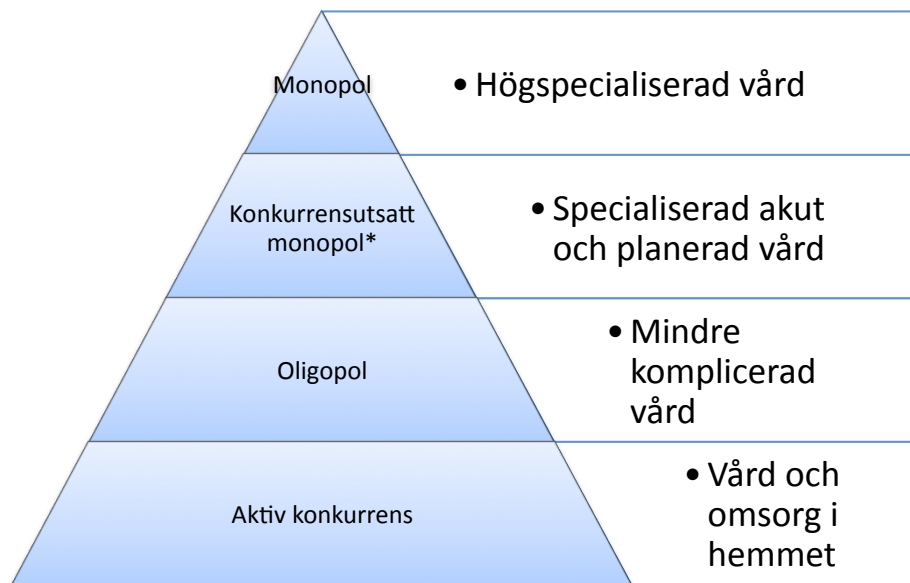 Monopol
• Högspecialiserad vård
Konkurrensutsatt
monopol*
• Specialiserad akut
och planerad vård
Oligopol
• Mindre
komplicerad
vård
Aktiv konkurrens
• Vård och
omsorg i
hemmet